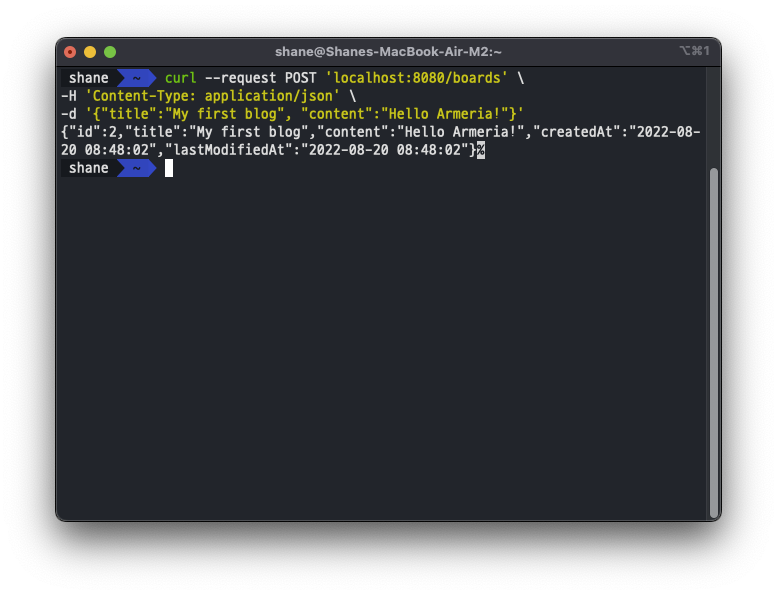 shane@Shanes-MacBook-Air-M2:~
⌥⌘1
shane ~ curl --request POST 'localhost:8080/boards' \
-H 'Content-Type: application/json' \
-d '{"title":"My first blog", "content":"Hello Armeria!"}'
{"id":2,"title":"My first blog","content":"Hello Armeria!","createdAt":"2022-08-
20 08:48:02","lastModifiedAt":"2022-08-20 08:48:02"}%
shane ~